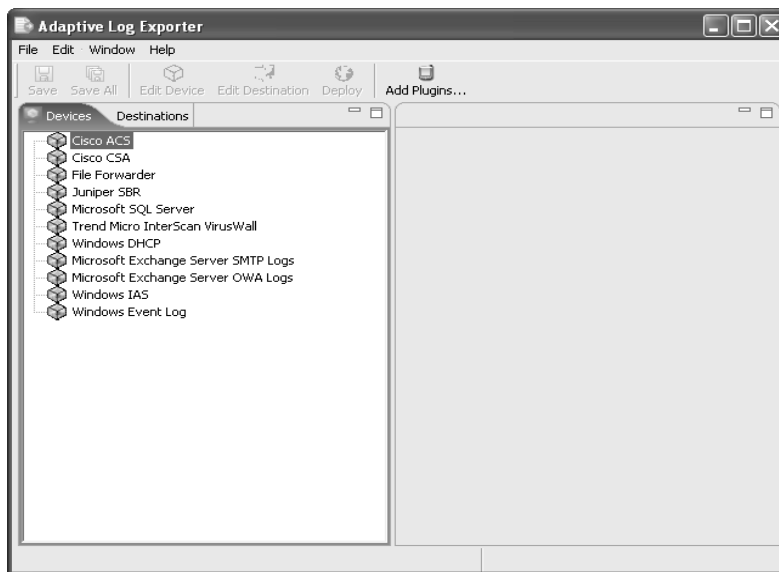 Adaptive Log Exporter
File Edit Window Help
Save Save All Edit Device Edit Destination Deploy Add Plugins...
Devices Destinations
Cisco ACS
Cisco CSA
File Forwarder
Juniper SBR
Microsoft SQL Server
Trend Micro InterScan VirusWall
Windows DHCP
Microsoft Exchange Server SMTP Logs
Microsoft Exchange Server OWA Logs
Windows IAS
Windows Event Log